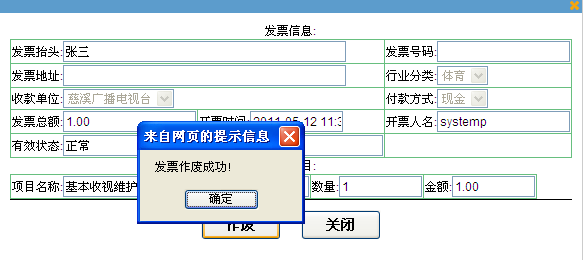 发票信息:
发票抬头: 张三 发票号码:
发票地址: 行业分类: 体育
收款单位: 慈溪广播电视台 付款方式: 现金
发票总额: 1.00 开票时间: 2011-05-12 11:3 开票人名: systemp
有效状态: 正常
来自网页的提示信息
发票作废成功!
确定
目:
项目名称: 基本收视维护 数量: 1 金额: 1.00
作废 关闭